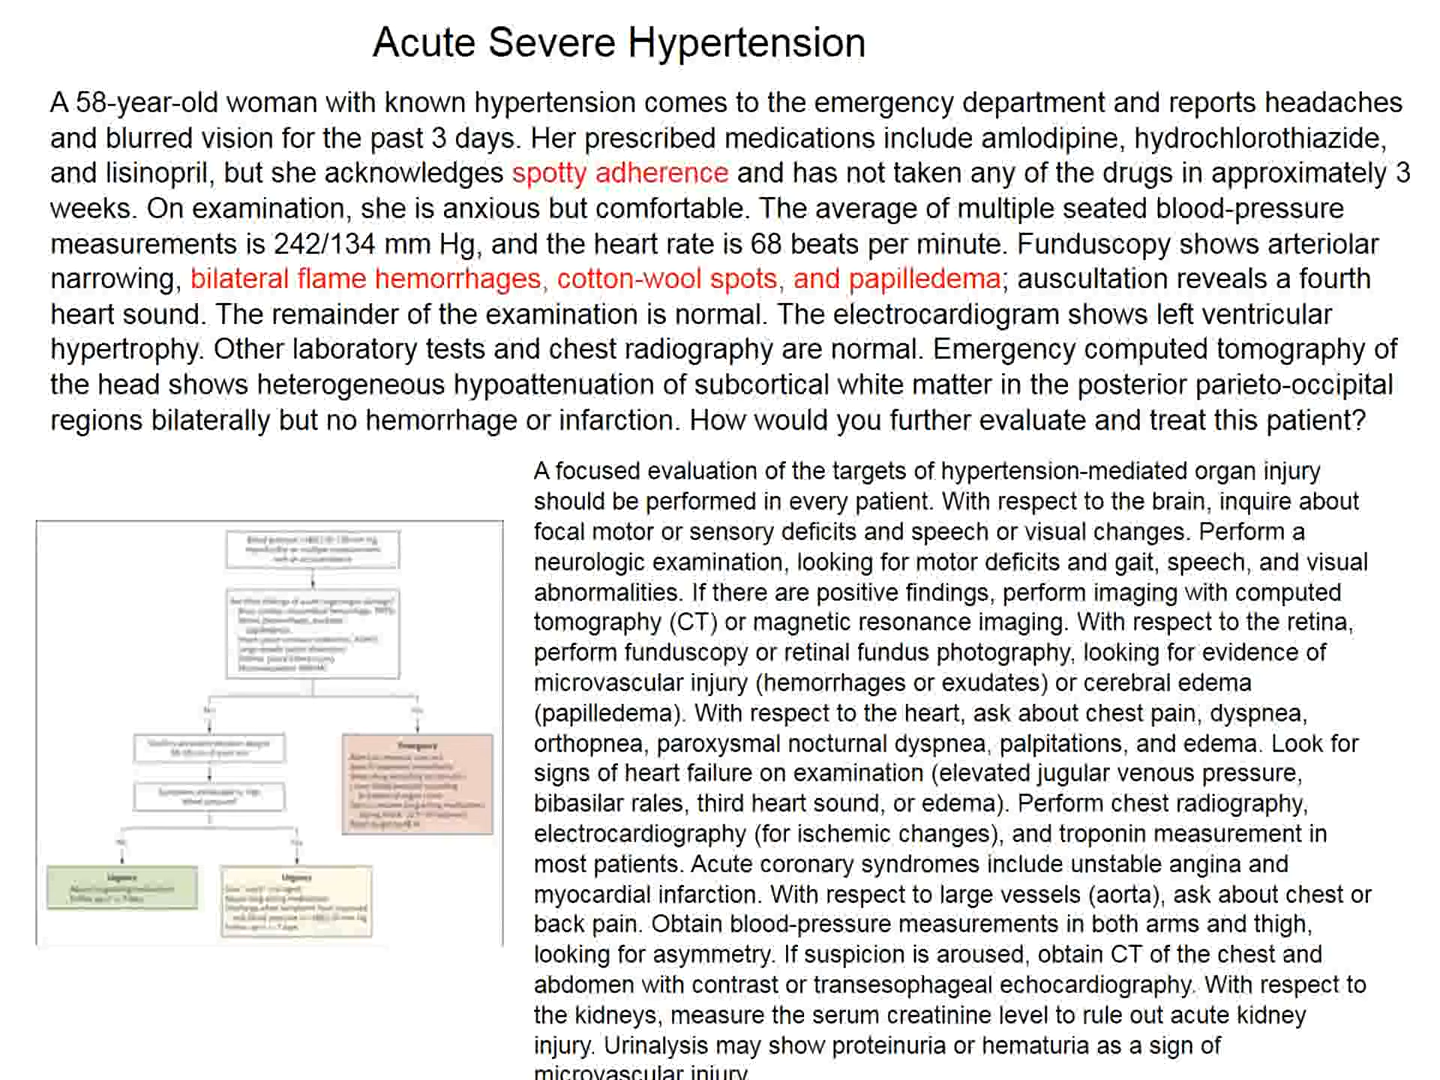 Acute Severe Hypertension
A 58-year-old woman with known hypertension comes to the emergency department and reports headaches
and blurred vision for the past 3 days. Her prescribed medications include amlodipine, hydrochlorothiazide,
and lisinopril, but she acknowledges spotty adherence and has not taken any of the drugs in approximately 3
weeks. On examination, she is anxious but comfortable. The average of multiple seated blood-pressure
measurements is 242/134 mm Hg, and the heart rate is 68 beats per minute. Funduscopy shows arteriolar
narrowing, bilateral flame hemorrhages, cotton-wool spots, and papilledema; auscultation reveals a fourth
heart sound. The remainder of the examination is normal. The electrocardiogram shows left ventricular
hypertrophy. Other laboratory tests and chest radiography are normal. Emergency computed tomography of
the head shows heterogeneous hypoattenuation of subcortical white matter in the posterior parieto-occipital
regions bilaterally but no hemorrhage or infarction. How would you further evaluate and treat this patient?
A focused evaluation of the targets of hypertension-mediated organ injury
should be performed in every patient. With respect to the brain, inquire about
focal motor or sensory deficits and speech or visual changes. Perform a
neurologic examination, looking for motor deficits and gait, speech, and visual
abnormalities. If there are positive findings, perform imaging with computed
tomography (CT) or magnetic resonance imaging. With respect to the retina,
perform funduscopy or retinal fundus photography, looking for evidence of
microvascular injury (hemorrhages or exudates) or cerebral edema
(papilledema). With respect to the heart, ask about chest pain, dyspnea,
orthopnea, paroxysmal nocturnal dyspnea, palpitations, and edema. Look for
signs of heart failure on examination (elevated jugular venous pressure,
bibasilar rales, third heart sound, or edema). Perform chest radiography,
electrocardiography (for ischemic changes), and troponin measurement in
most patients. Acute coronary syndromes include unstable angina and
myocardial infarction. With respect to large vessels (aorta), ask about chest or
back pain. Obtain blood-pressure measurements in both arms and thigh,
looking for asymmetry. If suspicion is aroused, obtain CT of the chest and
abdomen with contrast or transesophageal echocardiography. With respect to
the kidneys, measure the serum creatinine level to rule out acute kidney
injury. Urinalysis may show proteinuria or hematuria as a sign of
microvascular injury
No
Yes
Emergency
No
Yes
Urgency
Urgency